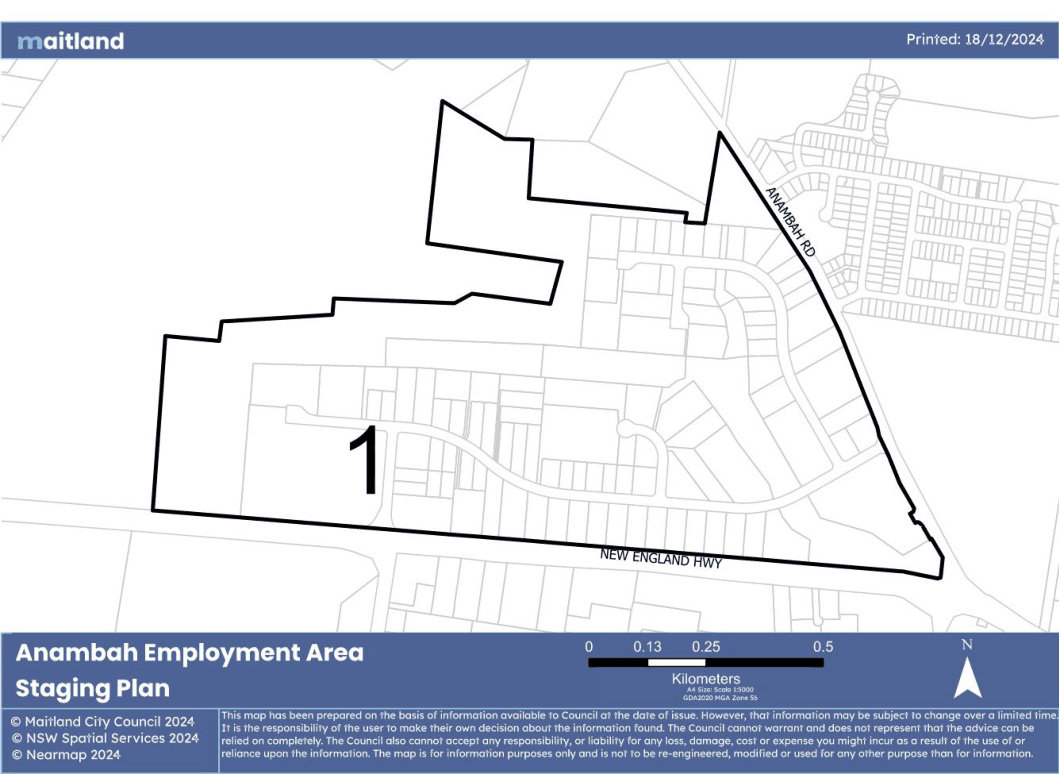 maitland
Printed: 18/12/2024
ANAMBAH RD
1
NEW ENGLAND HWY
Anambah Employment Area
Staging Plan
0 0.13 0.25 0.5
Kilometers
A4 Size: Scale 1:5000
GDA2020 MGA Zone 56
N
© Maitland City Council 2024
© NSW Spatial Services 2024
© Nearmap 2024
This map has been prepared on the basis of information available to Council at the date of issue. However, that information may be subject to change over a limited time.
It is the responsibility of the user to make their own decision about the information found. The Council cannot warrant and does not represent that the advice can be
relied on completely. The Council also cannot accept any responsibility, or liability for any loss, damage, cost or expense you might incur as a result of the use of or
reliance upon the information. The map is for information purposes only and is not to be re-engineered, modified or used for any other purpose than for information.